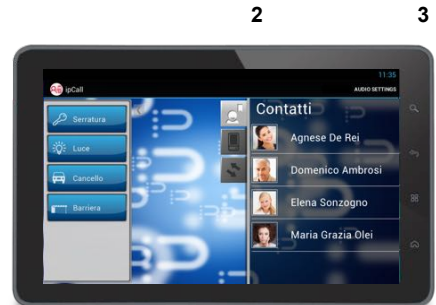 2 3
11:35
ipCall AUDIO SETTINGS
Serratura
Luce
Cancello
Barriera
Contatti
Agnese De Rei
Domenico Ambrosi
Elena Sonzogno
Maria Grazia Olei